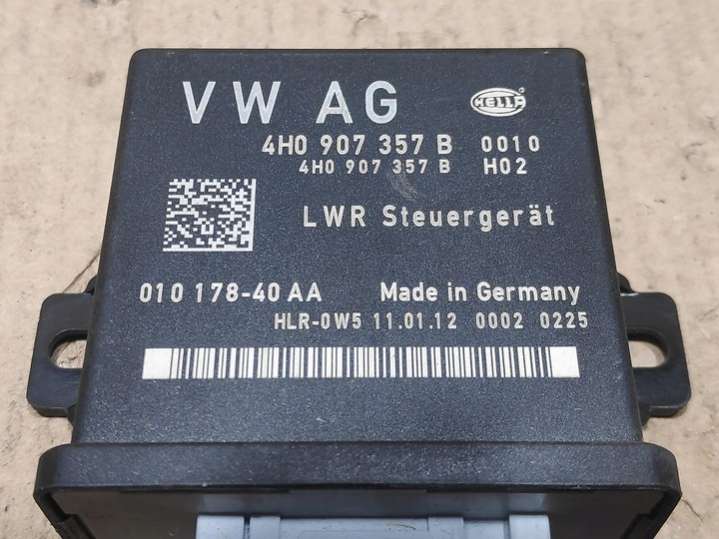 VW AG
HELLA
4H0 907 357 B 0010
4H0 907 357 B H02
LWR Steuergerät
010 178-40 AA Made in Germany
HLR-0W5 11.01.12 0002 0225